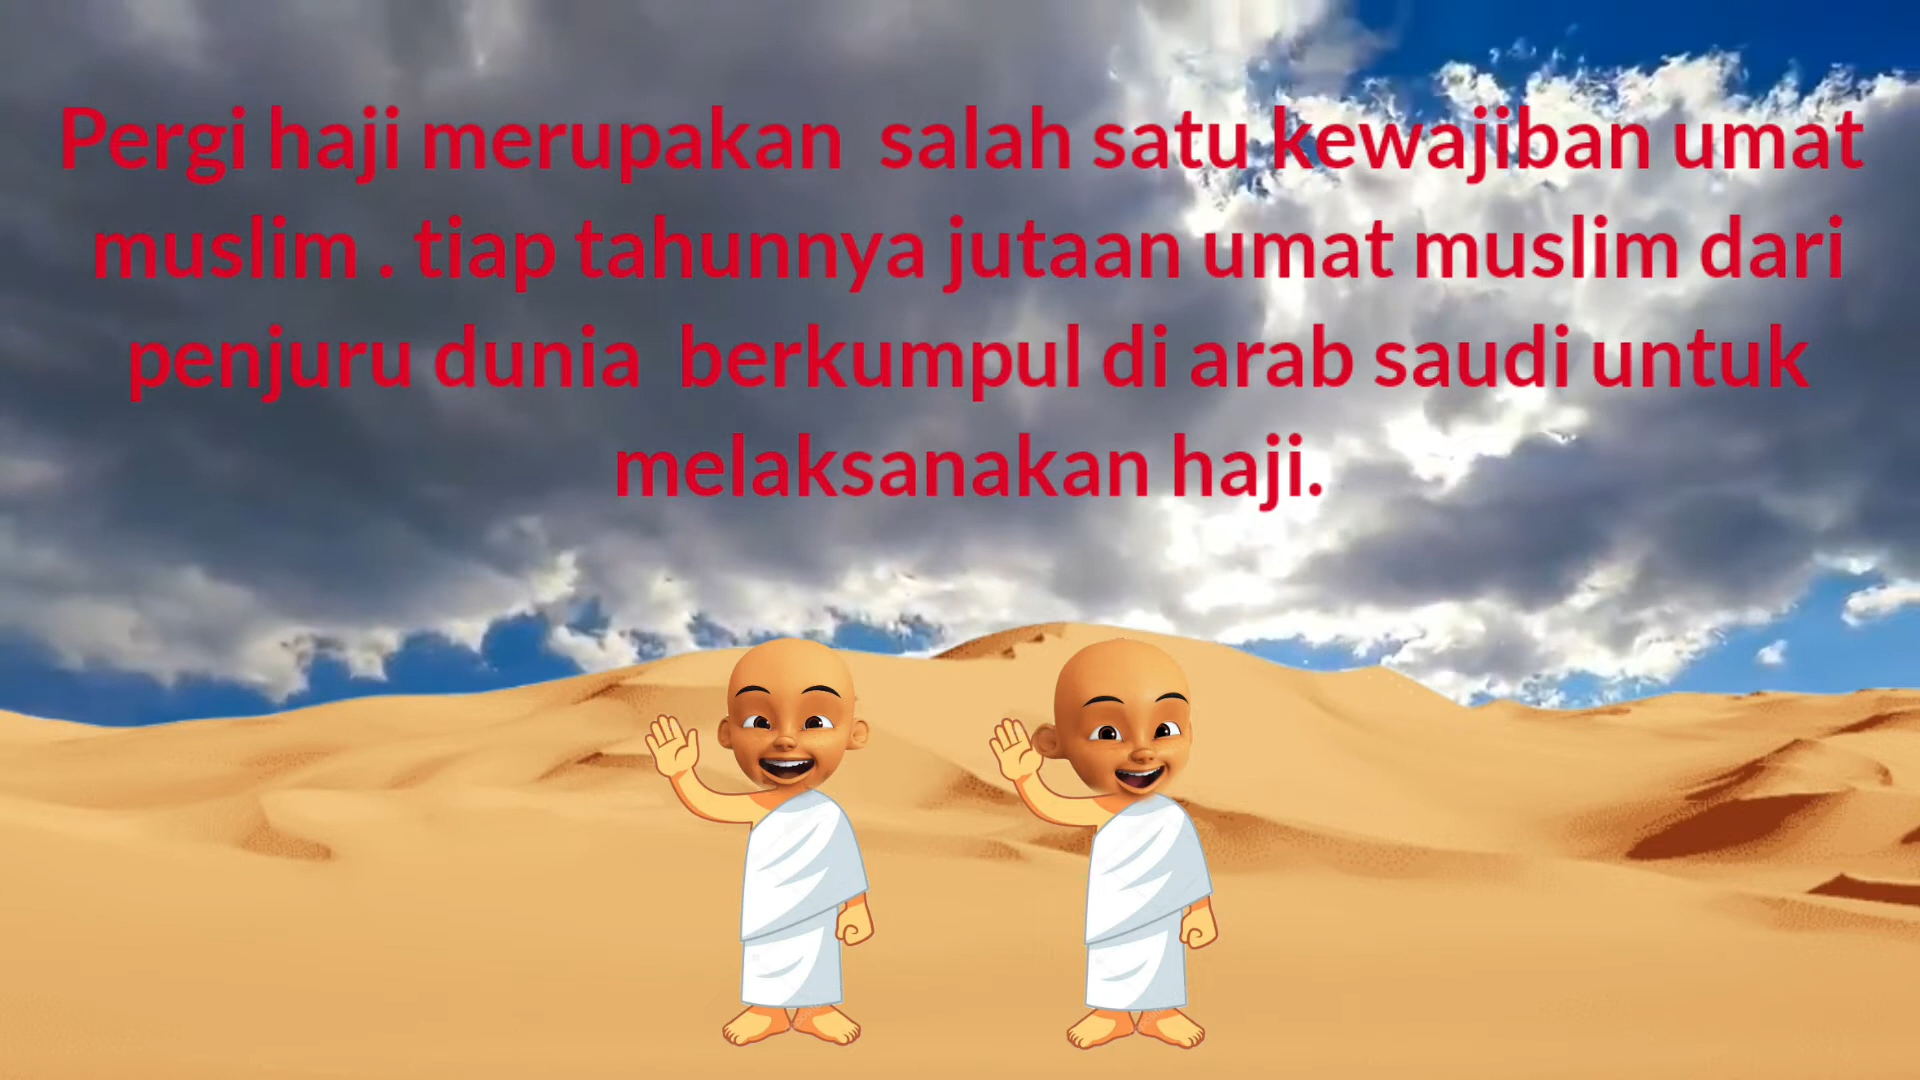 Pergi haji merupakan  salah satu kewajiban umat
muslim . tiap tahunnya jutaan umat muslim dari
penjuru dunia  berkumpul di arab saudi untuk
melaksanakan haji.